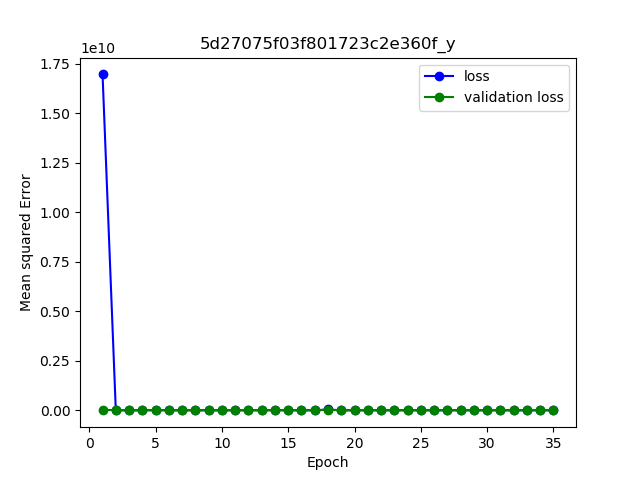 5d27075f03f801723c2e360f_y
1e10
1.75
1.50
1.25
1.00
0.75
0.50
0.25
0.00
Mean squared Error
loss
validation loss
0 5 10 15 20 25 30 35
Epoch